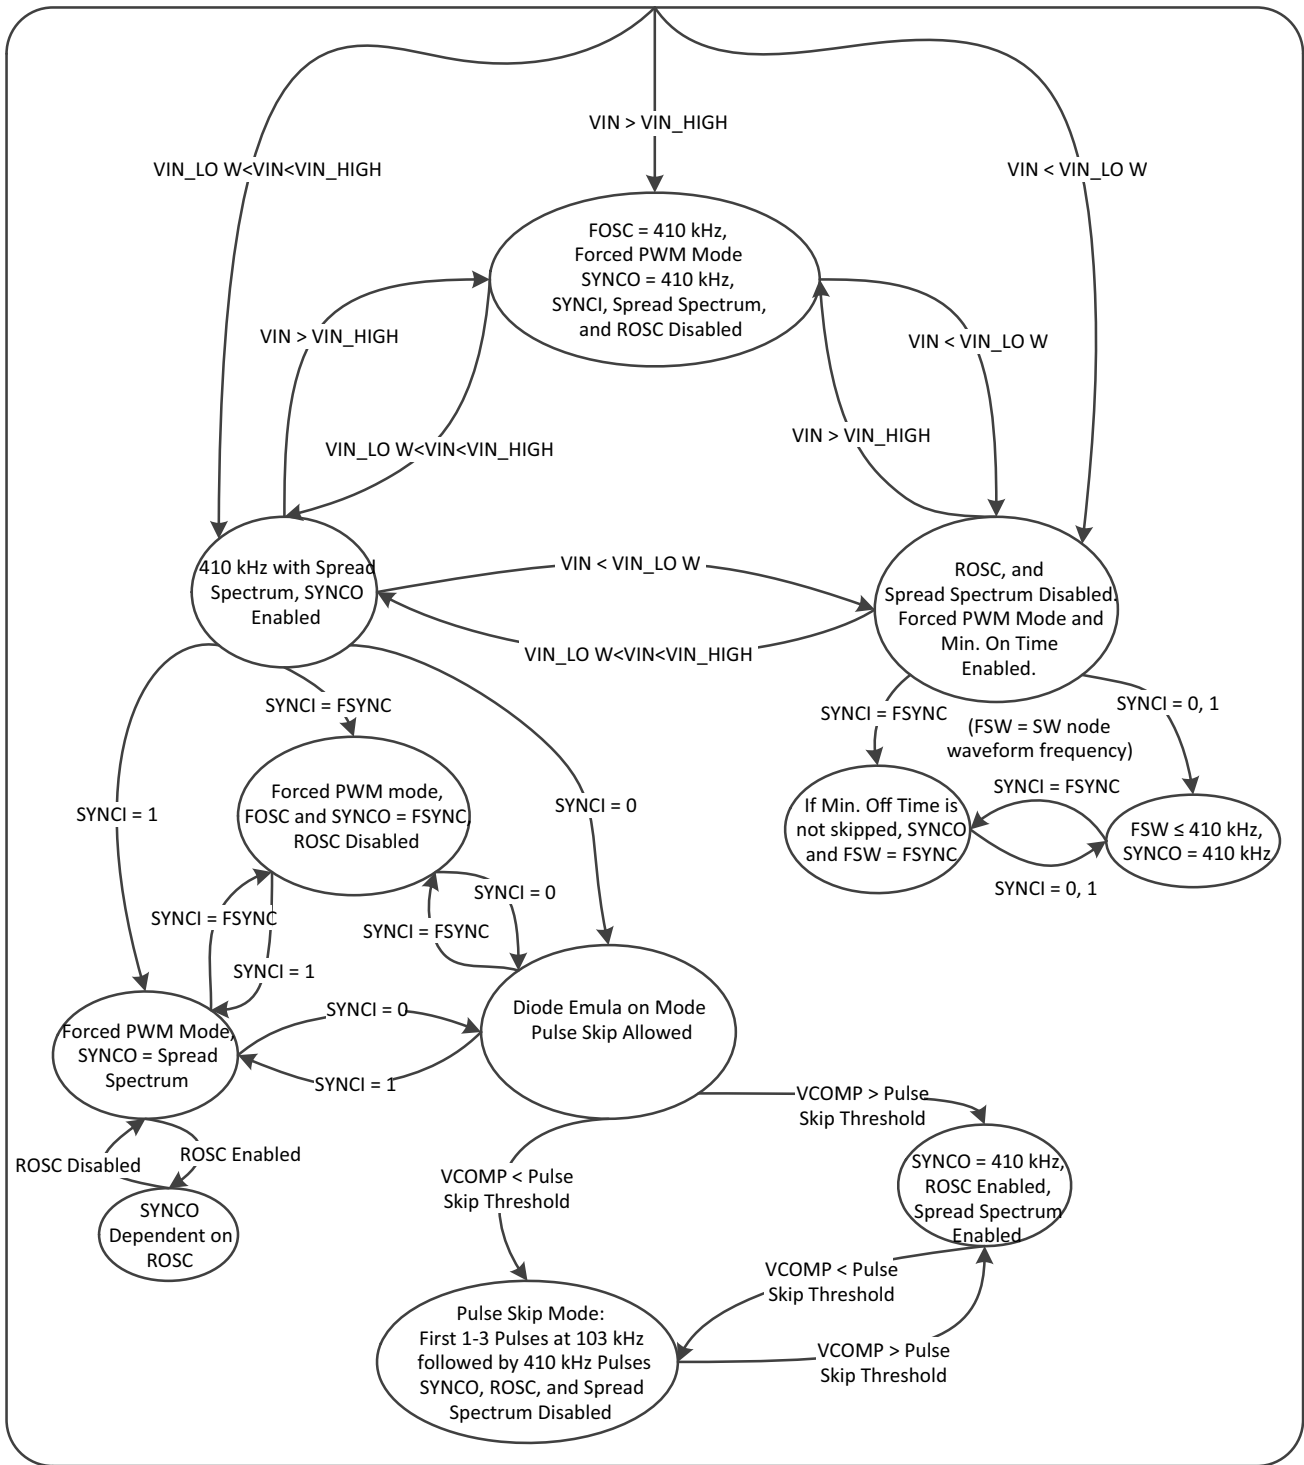 VIN > VIN_HIGH
VIN_LO W<VIN<VIN_HIGH
VIN < VIN_LO W
FOSC = 410 kHz,
Forced PWM Mode
SYNCO = 410 kHz,
SYNCI, Spread Spectrum,
and ROSC Disabled
VIN > VIN_HIGH
VIN < VIN_LO W
VIN > VIN_HIGH
VIN_LO W<VIN<VIN_HIGH
410 kHz with Spread
Spectrum, SYNCO
Enabled
VIN < VIN_LO W
VIN_LO W<VIN<VIN_HIGH
ROSC, and
Spread Spectrum Disabled.
Forced PWM Mode and
Min. On Time
Enabled.
SYNCI = FSYNC
SYNCI = FSYNC
SYNCI = 0, 1
(FSW = SW node
waveform frequency)
SYNCI = 1
Forced PWM mode,
FOSC and SYNCO = FSYNC,
ROSC Disabled
SYNCI = 0
If Min. Off Time is
not skipped, SYNCO
and FSW = FSYNC
SYNCI = FSYNC
FSW ≤ 410 kHz,
SYNCO = 410 kHz
SYNCI = 0, 1
SYNCI = 0
SYNCI = FSYNC
SYNCI = FSYNC
SYNCI = 1
Forced PWM Mode,
SYNCO = Spread
Spectrum
SYNCI = 0
SYNCI = 1
Diode Emula on Mode
Pulse Skip Allowed
VCOMP > Pulse
Skip Threshold
ROSC Disabled
ROSC Enabled
SYNCO
Dependent on
ROSC
VCOMP < Pulse
Skip Threshold
SYNCO = 410 kHz,
ROSC Enabled,
Spread Spectrum
Enabled
VCOMP < Pulse
Skip Threshold
Pulse Skip Mode:
First 1-3 Pulses at 103 kHz
followed by 410 kHz Pulses
SYNCO, ROSC, and Spread
Spectrum Disabled
VCOMP > Pulse
Skip Threshold